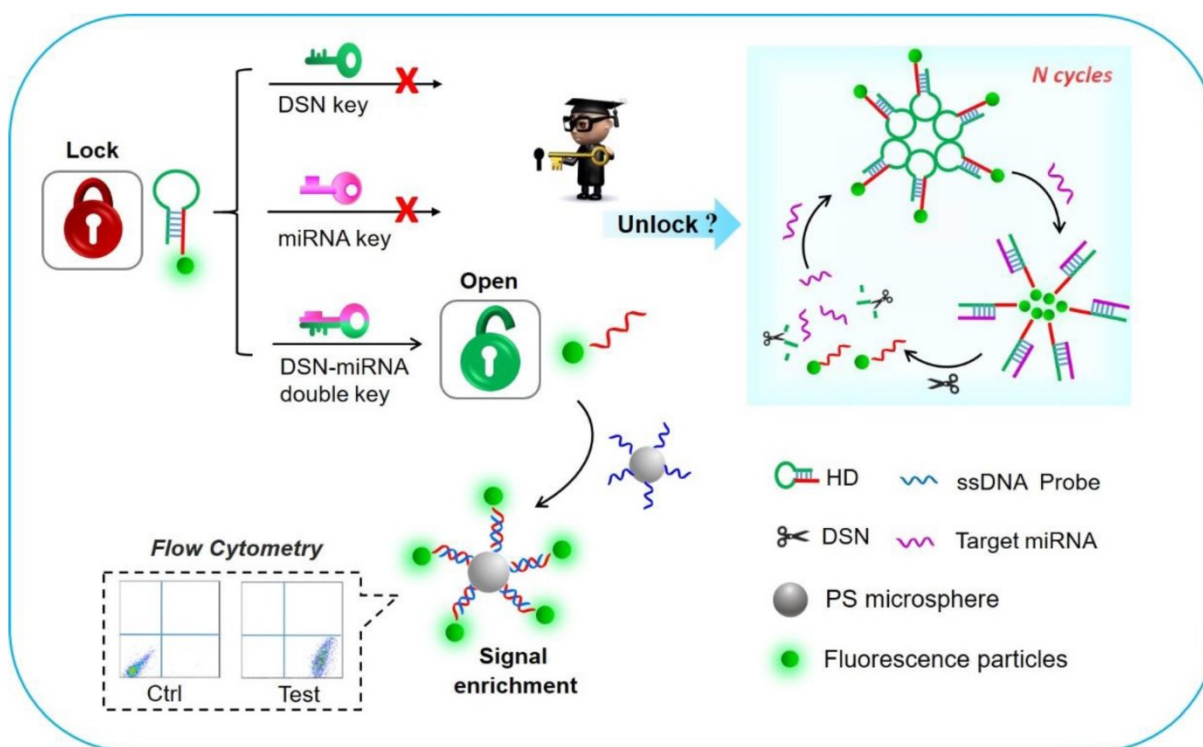 N cycles
DSN key
Lock
miRNA key
Unlock ?
Open
DSN-miRNA
double key
HD
ssDNA Probe
DSN
Target miRNA
Flow Cytometry
PS microsphere
Signal
enrichment
Fluorescence particles
Ctrl
Test